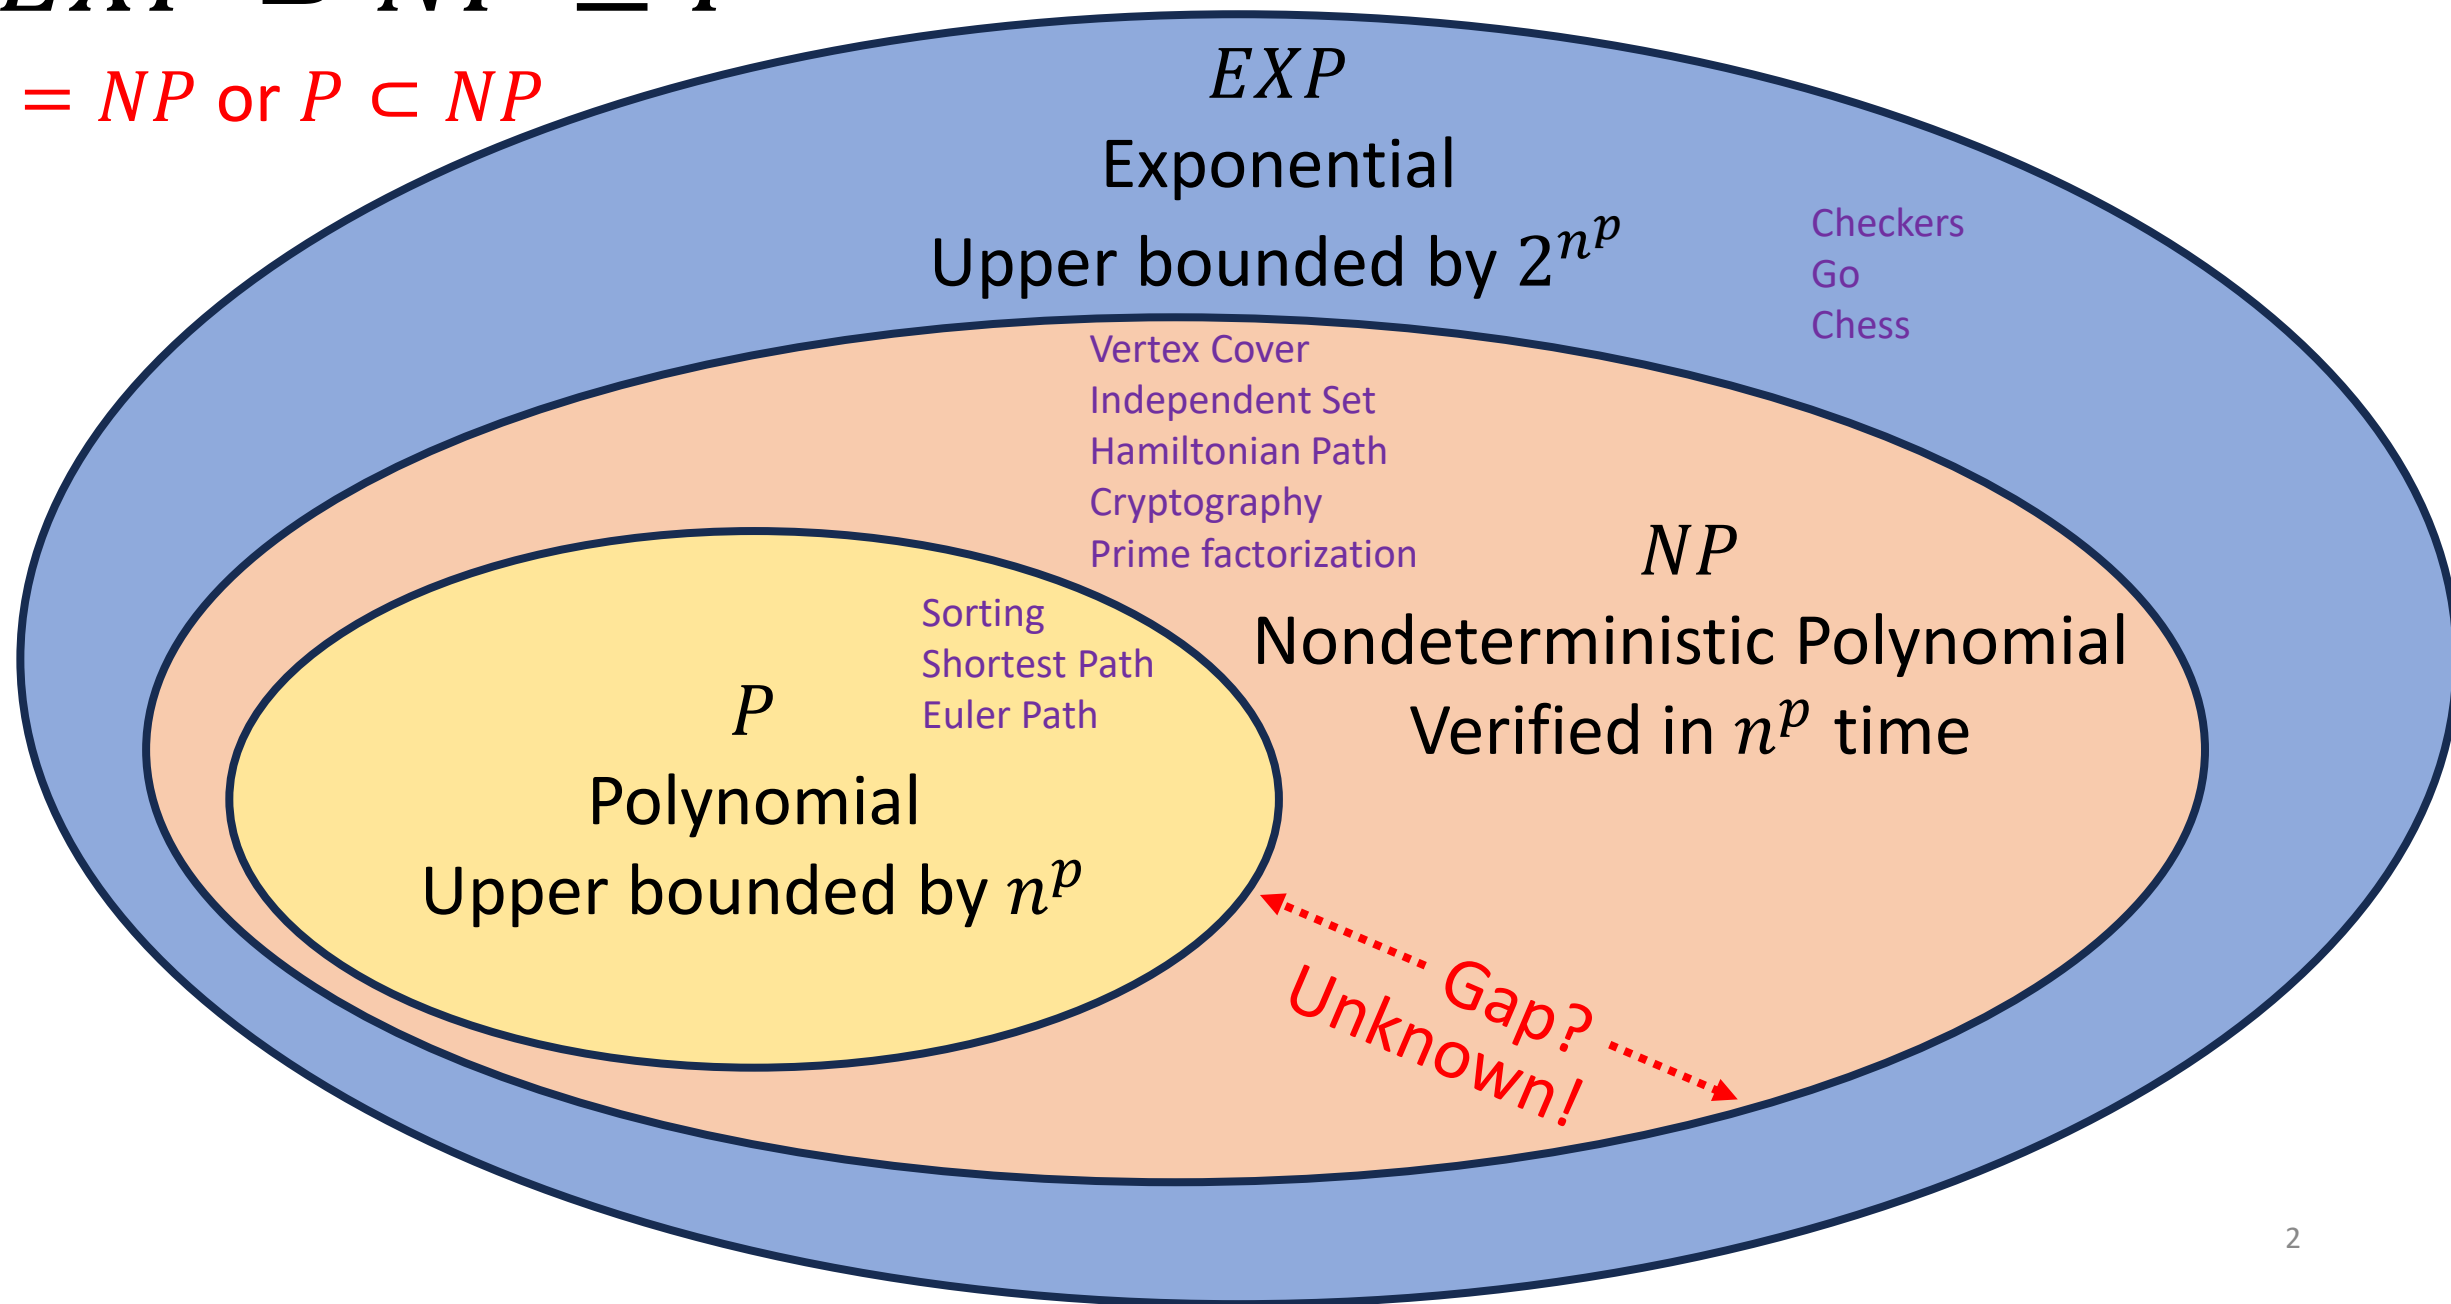 EXP ⊇ NP ⊇ P
= NP or P ⊂ NP
EXP
Exponential
Upper bounded by 2^{n^p}
Checkers
Go
Chess
Vertex Cover
Independent Set
Hamiltonian Path
Cryptography
Prime factorization
NP
Nondeterministic Polynomial
Verified in n^p time
Sorting
Shortest Path
Euler Path
P
Polynomial
Upper bounded by n^p
Gap?
Unknown!
2